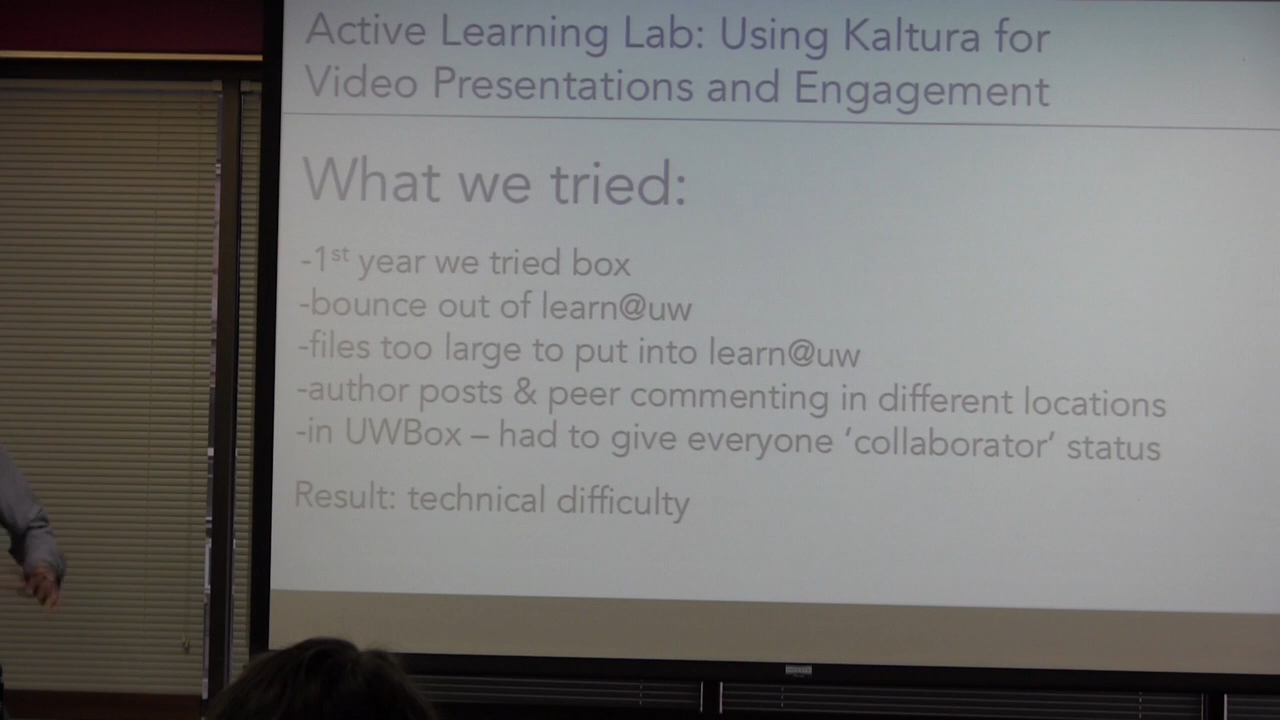 Active Learning Lab: Using Kaltura for
Video Presentations and Engagement
What we tried:
-1st year we tried box
-bounce out of learn@uw
-files too large to put into learn@uw
-author posts & peer commenting in different locations
-in UWBox – had to give everyone ‘collaborator’ status
Result: technical difficulty